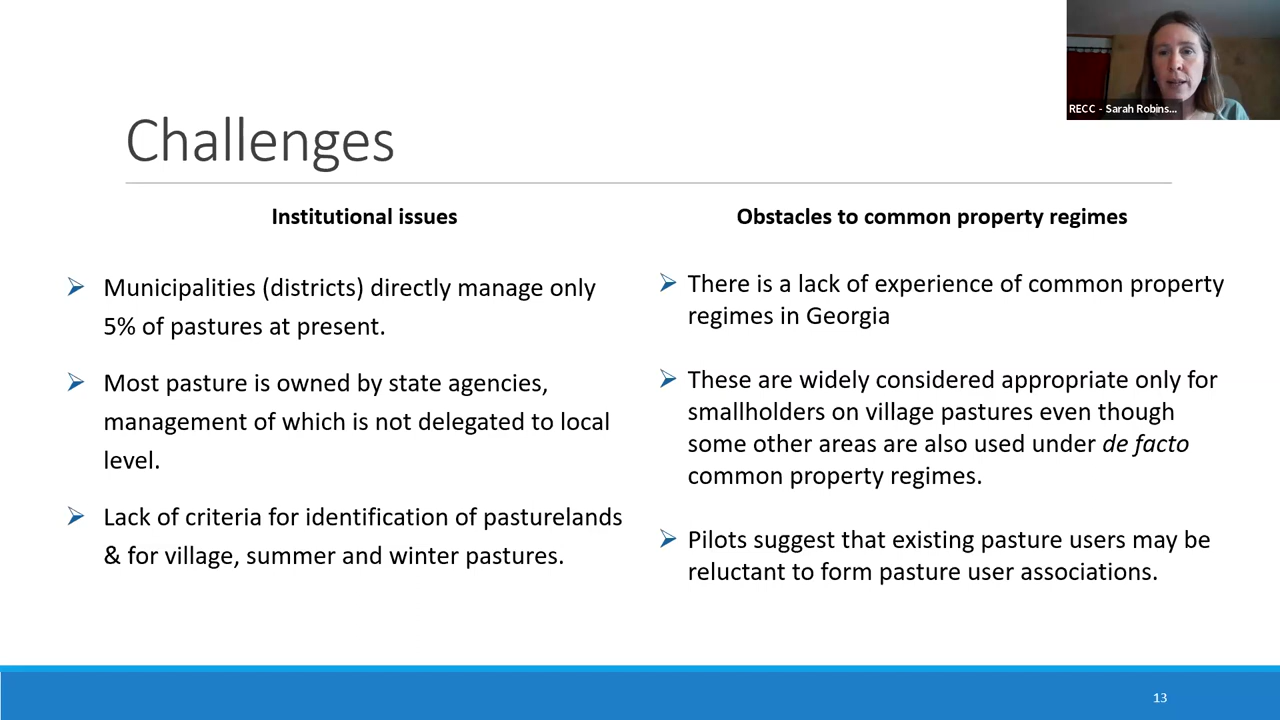 RECC - Sarah Robins...
Challenges
Institutional issues
Municipalities (districts) directly manage only
5% of pastures at present.
Most pasture is owned by state agencies,
management of which is not delegated to local
level.
Lack of criteria for identification of pasturelands
& for village, summer and winter pastures.
Obstacles to common property regimes
There is a lack of experience of common property
regimes in Georgia
These are widely considered appropriate only for
smallholders on village pastures even though
some other areas are also used under de facto
common property regimes.
Pilots suggest that existing pasture users may be
reluctant to form pasture user associations.
13